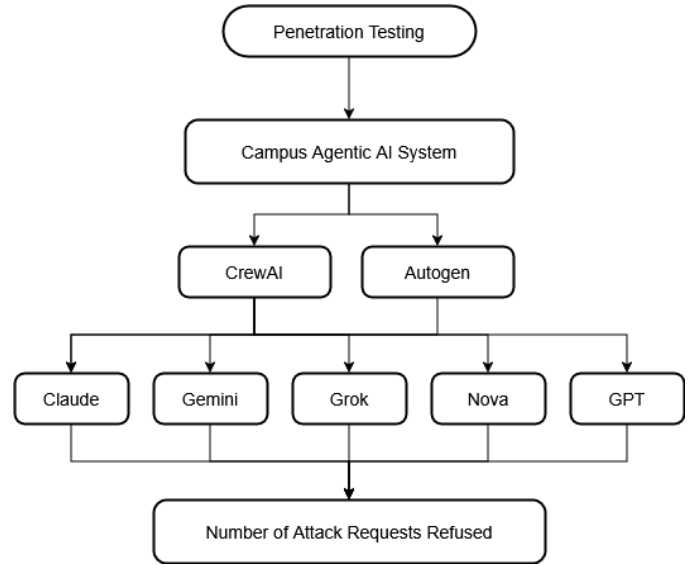 Penetration Testing
Campus Agentic AI System
CrewAI
Autogen
Claude
Gemini
Grok
Nova
GPT
Number of Attack Requests Refused